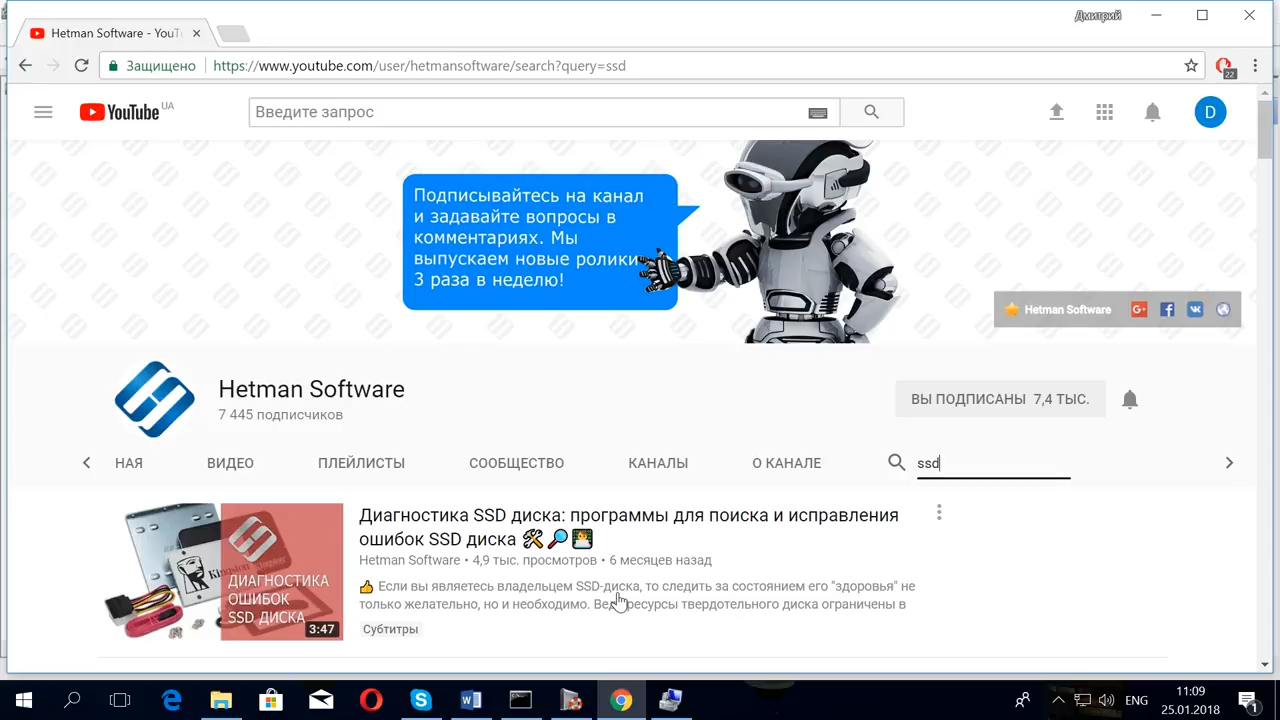 Hetman Software - YouTu
Дмитрий
Защищено
https://www.youtube.com/user/hetmansoftware/search?query=ssd
22
YouTube UA
Введите запрос
D
Подписывайтесь на канал
и задавайте вопросы в
комментариях. Мы
выпускаем новые ролики
3 раза в неделю!
Hetman Software
Hetman Software
7 445 подписчиков
ВЫ ПОДПИСАНЫ 7,4 ТЫС.
НАЯ
ВИДЕО
ПЛЕЙЛИСТЫ
СООБЩЕСТВО
КАНАЛЫ
О КАНАЛЕ
ssd
Kingston
ДИАГНОСТИКА
ОШИБОК
SSD ДИСКА
3:47
Диагностика SSD диска: программы для поиска и исправления
ошибок SSD диска 🛠🔎👨‍💻
Hetman Software • 4,9 тыс. просмотров • 6 месяцев назад
👍 Если вы являетесь владельцем SSD-диска, то следить за состоянием его "здоровья" не
только желательно, но и необходимо. Ведь ресурсы твердотельного диска ограничены в
Субтитры
ENG
11:09
25.01.2018
1